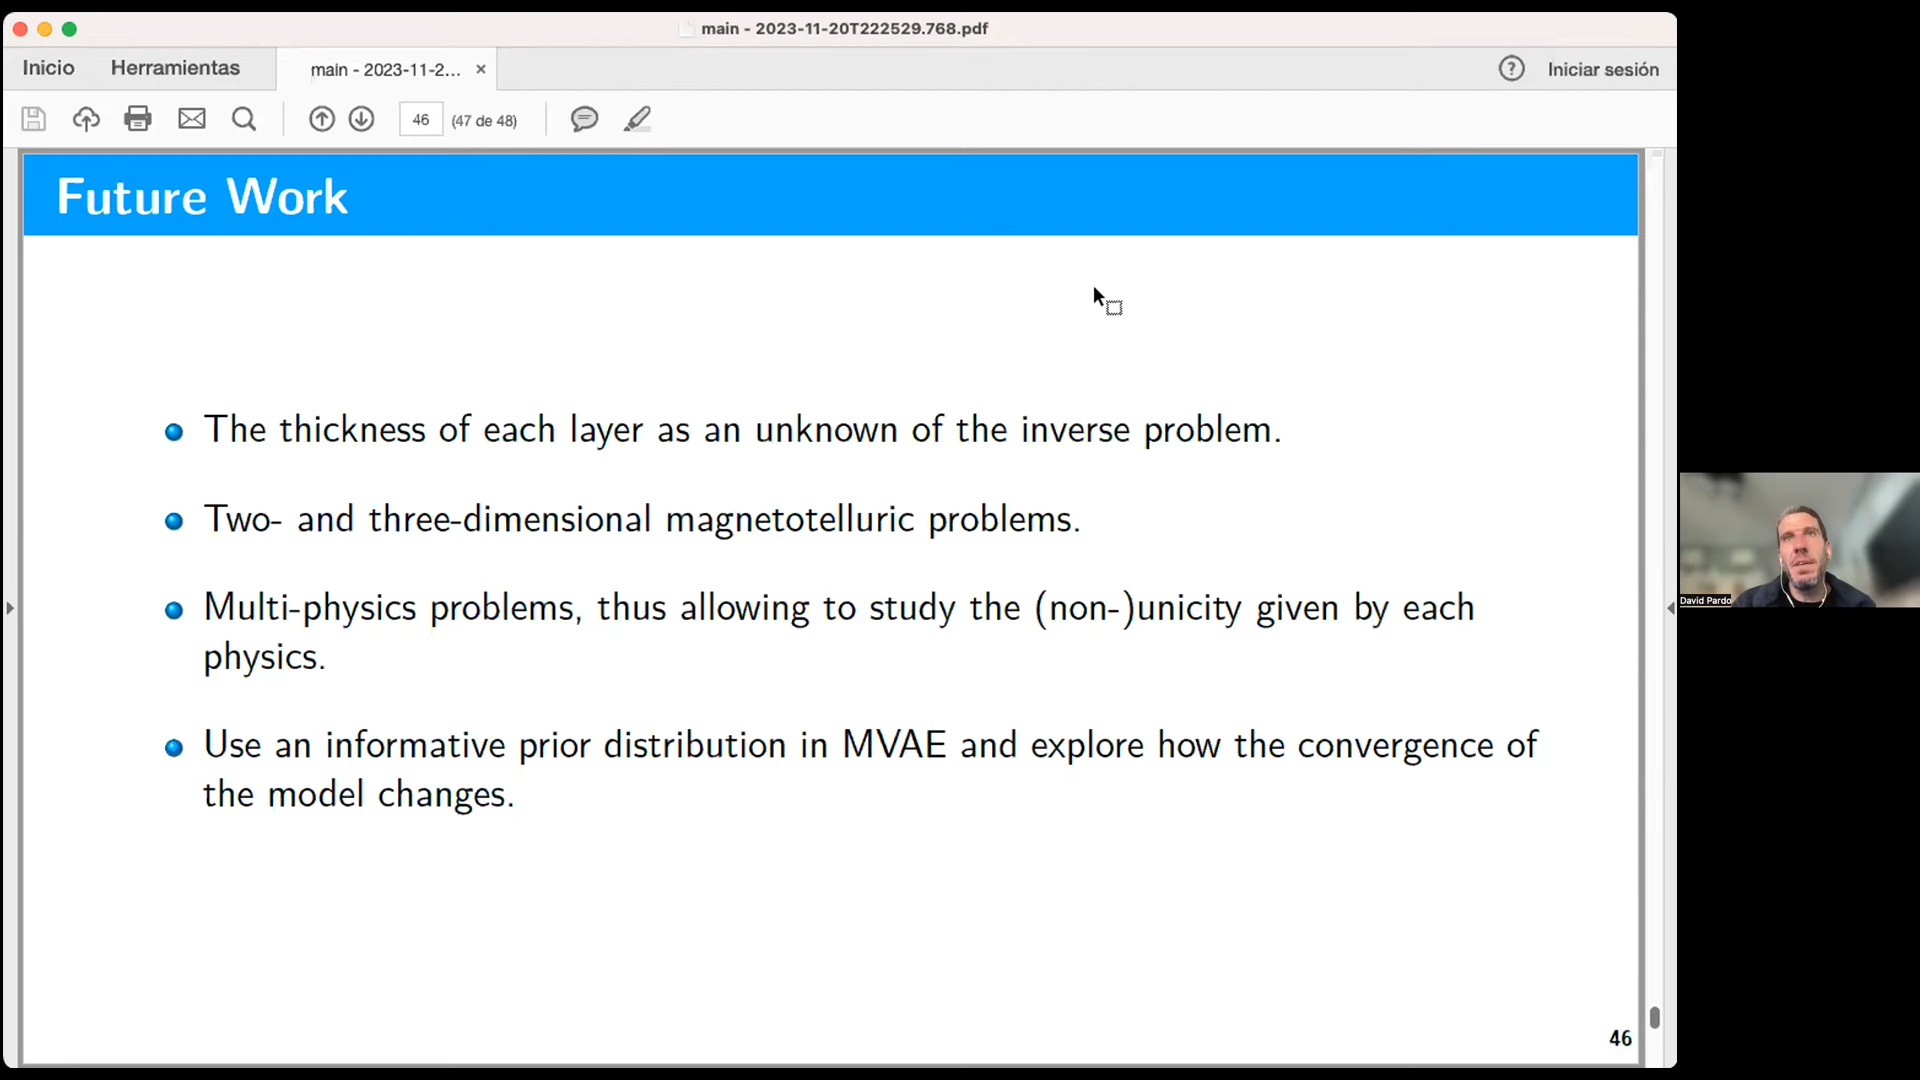 main - 2023-11-20T222529.768.pdf
Inicio
Herramientas
main - 2023-11-2... ×
Iniciar sesión
46
(47 de 48)
Future Work
The thickness of each layer as an unknown of the inverse problem.
Two- and three-dimensional magnetotelluric problems.
Multi-physics problems, thus allowing to study the (non-)unicity given by each
physics.
Use an informative prior distribution in MVAE and explore how the convergence of
the model changes.
46
David Pardo